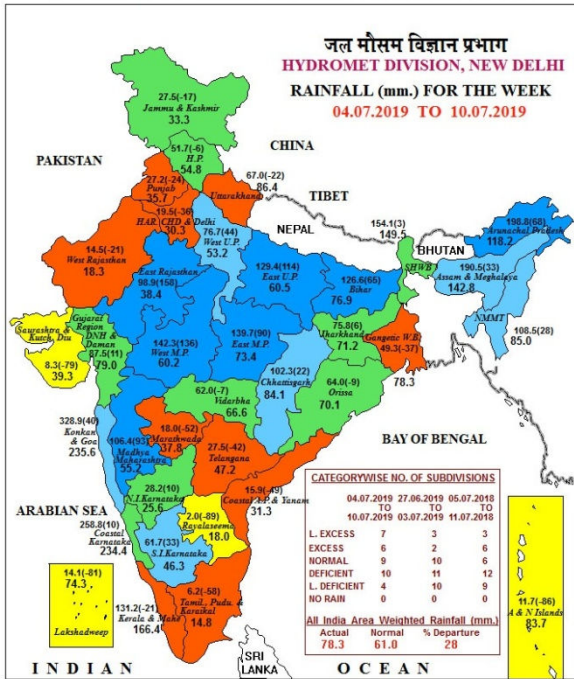 जल मौसम विज्ञान प्रभाग
HYDROMET DIVISION, NEW DELHI
RAINFALL (mm.) FOR THE WEEK
04.07.2019 TO 10.07.2019
27.5(-17)
Jammu & Kashmir
33.3
51.7(-6)
H.P.
54.8
CHINA
PAKISTAN
27.2(-24)
Punjab
35.7
67.0(-22)
86.4
Uttarakhand
TIBET
19.5(-36)
HAR. CHD & Delhi
30.3
76.7(44)
West U.P.
53.2
NEPAL
154.1(3)
149.5
BHUTAN
198.8(68)
Arunachal Pradesh
118.2
14.5(-21)
West Rajasthan
18.3
East Rajasthan
98.9(158)
38.4
129.4(114)
East U.P.
60.5
126.6(65)
Bihar
76.9
SHWB
190.5(33)
Assam & Meghalaya
142.8
NMMT
108.5(28)
85.0
Saurashtra &
Kutch, Diu
8.3(-79)
39.3
Gujarat
Region
DNH &
Daman
87.5(11)
79.0
142.3(136)
West M.P.
60.2
139.7(90)
East M.P.
73.4
75.8(6)
Jharkhand
71.2
Gangetic W.B.
49.3(-37)
78.3
102.3(22)
Chhattisgarh
84.1
64.0(-9)
Orissa
70.1
62.0(-7)
Vidarbha
66.6
328.9(40)
Konkan
and Goa
235.6
106.4(93)
Madhya
Maharashtra
55.2
18.0(-52)
Marathwada
37.8
27.5(-42)
Telangana
47.2
BAY OF BENGAL
15.9(-49)
Coastal A.P. & Yanam
31.3
28.2(10)
N.I.Karnataka
25.6
2.0(-89)
Rayalaseema
18.0
ARABIAN SEA
258.8(10)
Coastal
Karnataka
234.4
61.7(33)
S.I.Karnataka
46.3
14.1(-81)
74.3
Lakshadweep
131.2(-21)
Kerala & Mahe
166.4
6.2(-58)
Tamil., Pudu. &
Karaikal
14.8
11.7(-86)
A & N Islands
83.7
CATEGORYWISE NO. OF SUBDIVISIONS
04.07.2019 27.06.2019 05.07.2018
TO TO TO
10.07.2019 03.07.2019 11.07.2018
L. EXCESS 7 3 3
EXCESS 6 2 6
NORMAL 9 10 6
DEFICIENT 10 11 12
L. DEFICIENT 4 10 9
NO RAIN 0 0 0
All India Area Weighted Rainfall (mm.)
Actual Normal % Departure
78.3 61.0 28
SRI
LANKA
INDIAN OCEAN